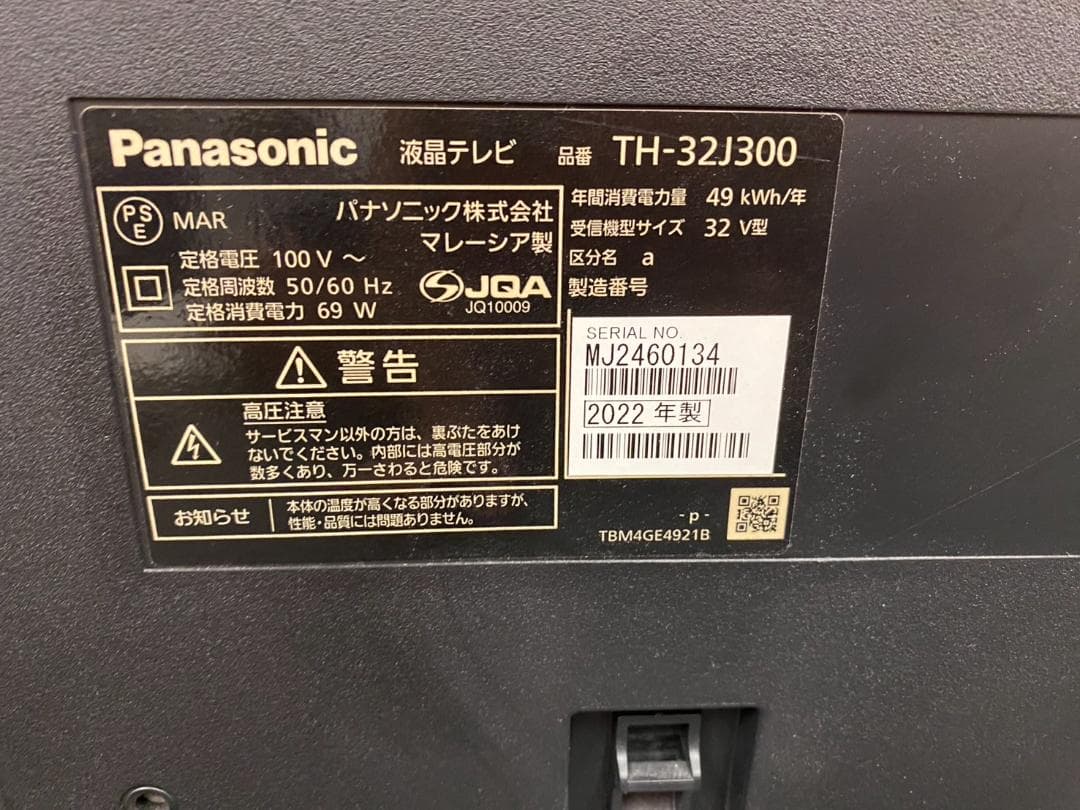 Panasonic 液晶テレビ 品番 TH-32J300
PS
E
MAR
パナソニック株式会社
マレーシア製
定格電圧 100 V ～
定格周波数 50/60 Hz
定格消費電力 69 W
JQA
JQ10009
年間消費電力量 49 kWh/年
受信機型サイズ 32 V型
区分名 a
製造番号
SERIAL NO.
MJ2460134
2022 年製
警告
高圧注意
サービスマン以外の方は、裏ぶたをあけ
ないでください。内部には高電圧部分が
数多くあり、万一さわると危険です。
お知らせ
本体の温度が高くなる部分がありますが、
性能・品質には問題ありません。
- p -
TBM4GE4921B